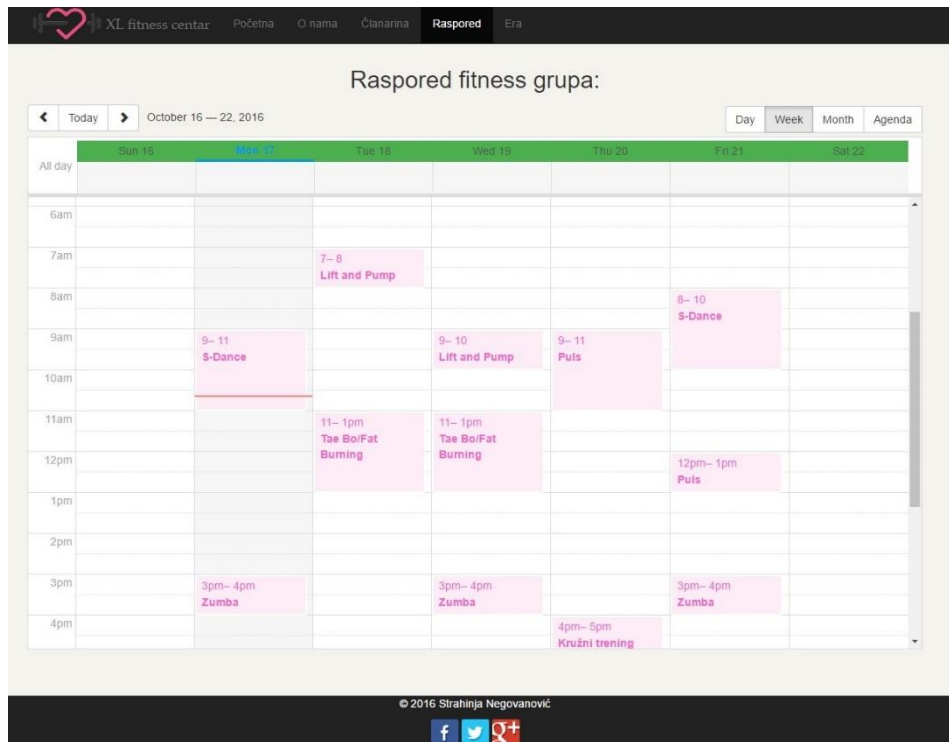 XL fitness centar Početna O nama Članarina Raspored Era
Raspored fitness grupa:
Today October 16 — 22, 2016 Day Week Month Agenda
Sun 16 Mon 17 Tue 18 Wed 19 Thu 20 Fri 21 Sat 22
All day
6am
7am
7– 8
Lift and Pump
8am
8– 10
S-Dance
9am
9– 11
S-Dance
9– 10
Lift and Pump
9– 11
Puls
10am
11am
11– 1pm
Tae Bo/Fat
Burning
11– 1pm
Tae Bo/Fat
Burning
12pm
12pm– 1pm
Puls
1pm
2pm
3pm
3pm– 4pm
Zumba
3pm– 4pm
Zumba
3pm– 4pm
Zumba
4pm
4pm– 5pm
Kružni trening
© 2016 Strahinja Negovanović
f g+